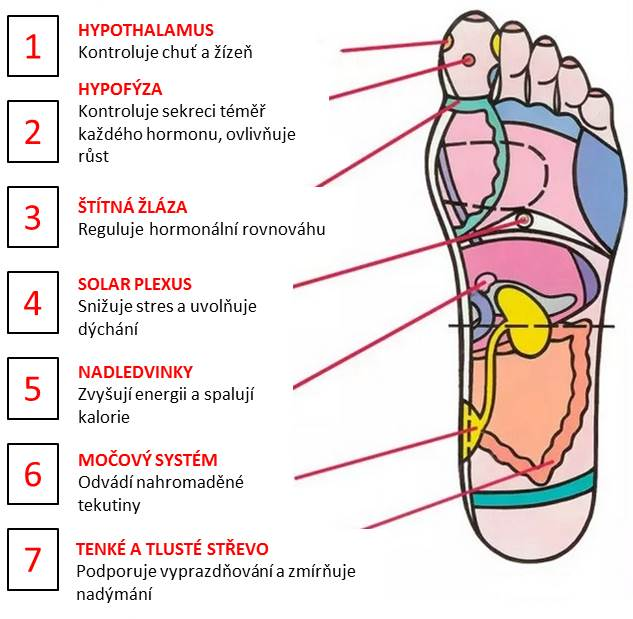 1
HYPOTHALAMUS
Kontroluje chuť a žízeň
2
HYPOFÝZA
Kontroluje sekreci téměř
každého hormonu, ovlivňuje
růst
3
ŠTÍTNÁ ŽLÁZA
Reguluje hormonální rovnováhu
4
SOLAR PLEXUS
Snižuje stres a uvolňuje
dýchání
5
NADLEDVINKY
Zvyšují energii a spalují
kalorie
6
MOČOVÝ SYSTÉM
Odvádí nahromaděné
tekutiny
7
TENKÉ A TLUSTÉ STŘEVO
Podporuje vyprazdňování a zmírňuje
nadýmání